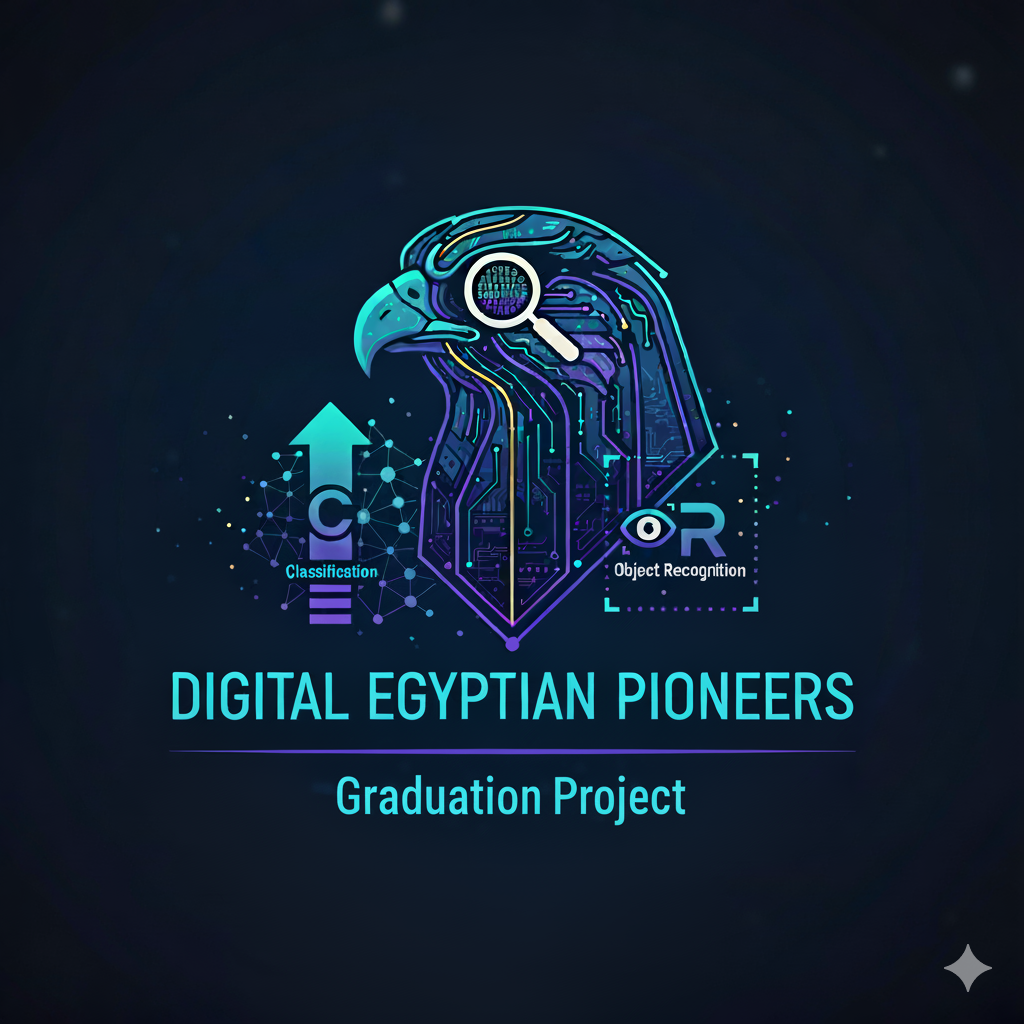 C
Classification
R
Object Recognition
DIGITAL EGYPTIAN PIONEERS
Graduation Project